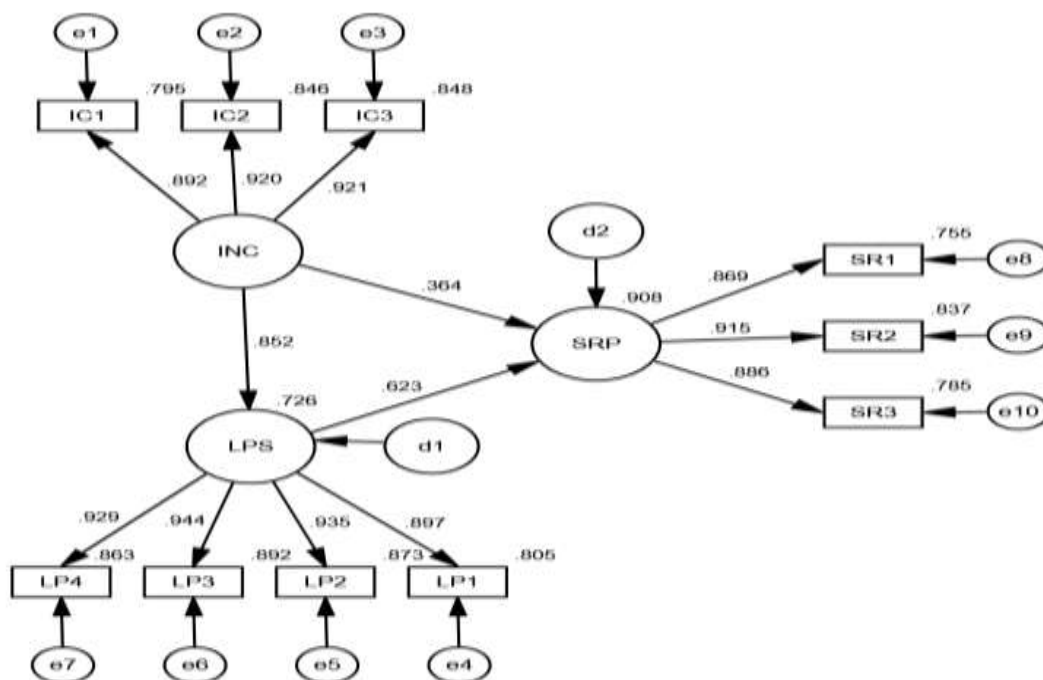 e1 e2 e3
.795 .846 .848
IC1 IC2 IC3
.892 .920 .921
INC
d2
.755
SR1 e8
.869
.364
.908
.837
.915
SR2 e9
SRP
.852
.623
.886
.785
SR3 e10
.726
LPS
d1
.929 .944 .935 .897
.863 .892 .873 .805
LP4 LP3 LP2 LP1
e7 e6 e5 e4